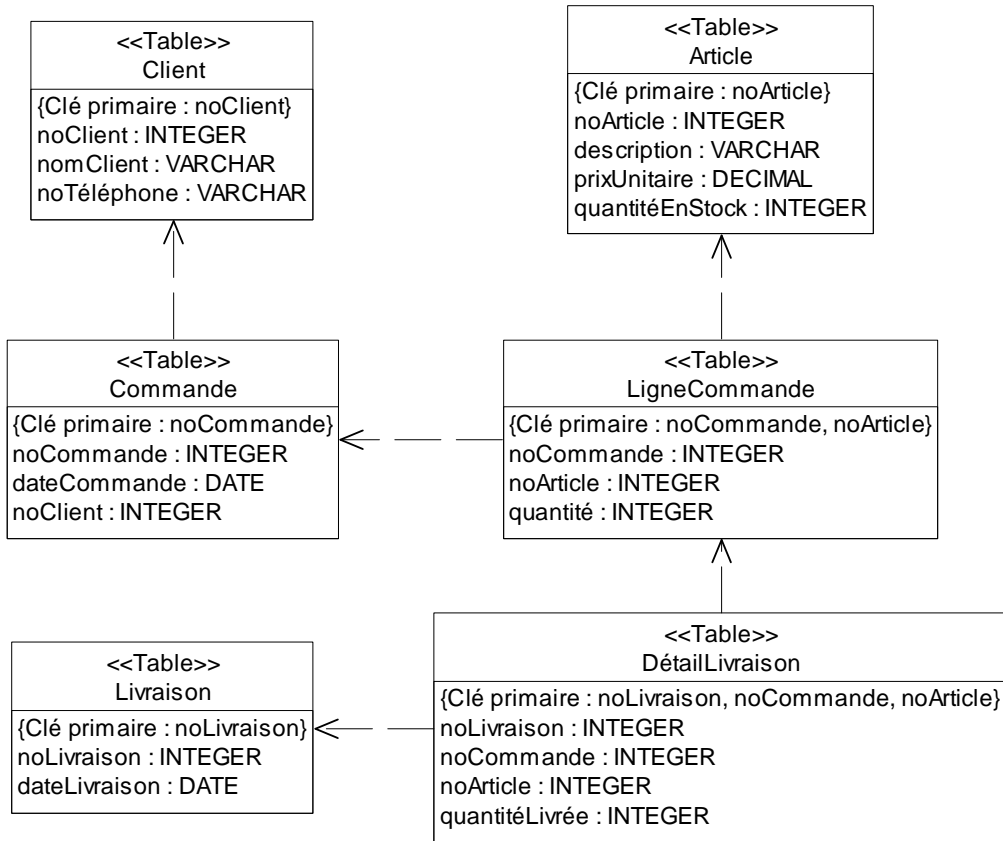 <<Table>>
Client
{Clé primaire : noClient}
noClient : INTEGER
nomClient : VARCHAR
noTéléphone : VARCHAR
<<Table>>
Article
{Clé primaire : noArticle}
noArticle : INTEGER
description : VARCHAR
prixUnitaire : DECIMAL
quantitéEnStock : INTEGER
<<Table>>
Commande
{Clé primaire : noCommande}
noCommande : INTEGER
dateCommande : DATE
noClient : INTEGER
<<Table>>
LigneCommande
{Clé primaire : noCommande, noArticle}
noCommande : INTEGER
noArticle : INTEGER
quantité : INTEGER
<<Table>>
Livraison
{Clé primaire : noLivraison}
noLivraison : INTEGER
dateLivraison : DATE
<<Table>>
DétailLivraison
{Clé primaire : noLivraison, noCommande, noArticle}
noLivraison : INTEGER
noCommande : INTEGER
noArticle : INTEGER
quantitéLivrée : INTEGER